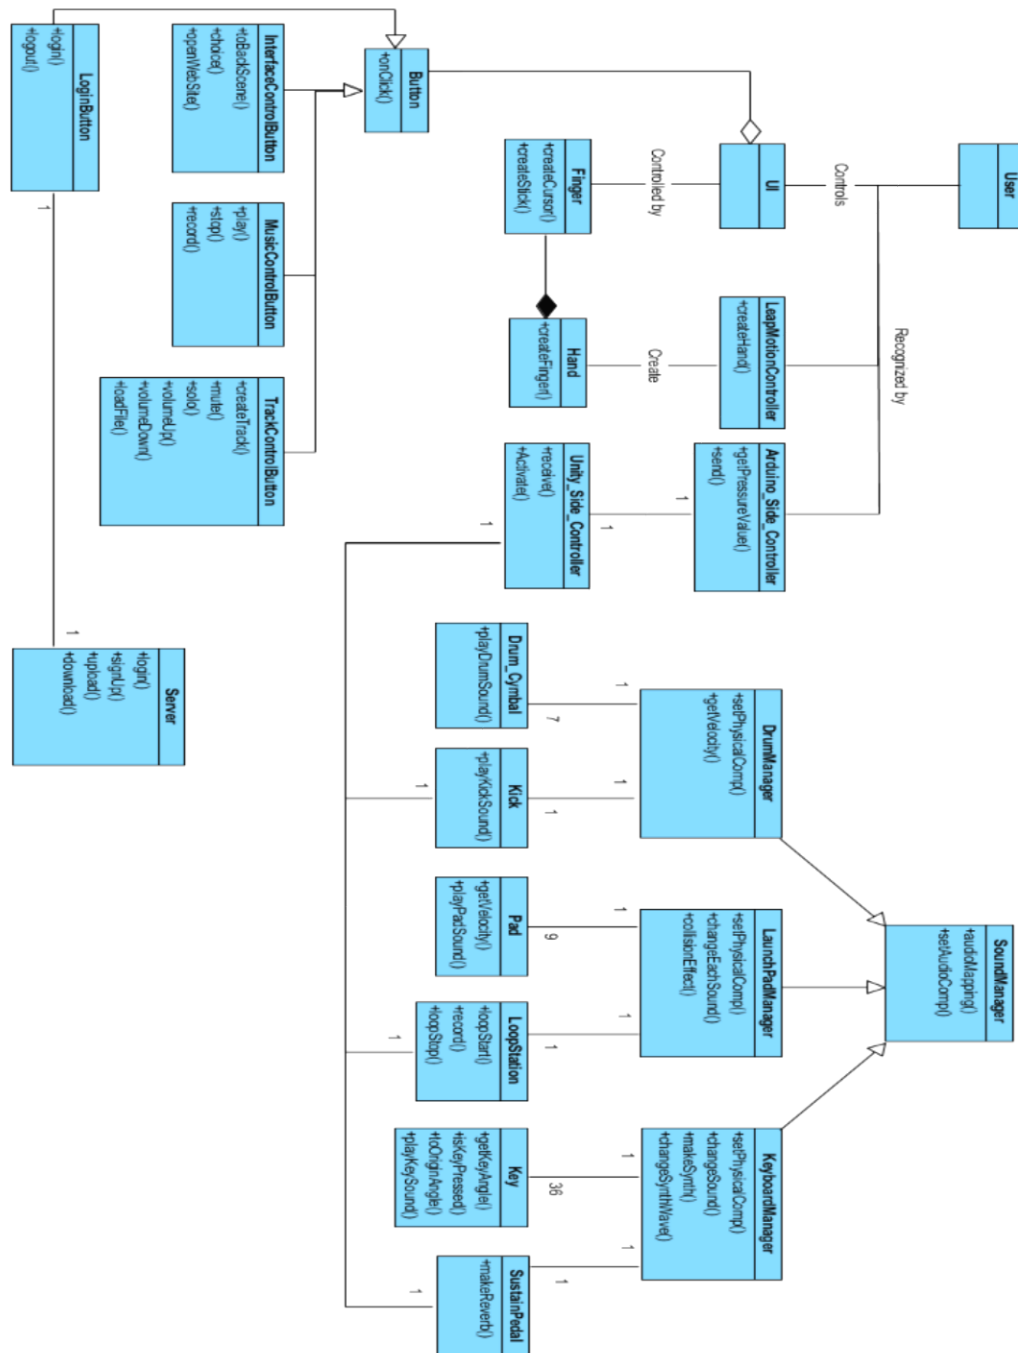 User
UI
Controls
Recognized by
Button
+onClick()
Finger
+createCursor()
+createStick()
Controlled by
LeapMotionController
+createHand()
Hand
+createFinger()
Create
Arduino_Side_Controller
+getPressureValue()
+send()
1
Unity_Side_Controller
+receive()
+Activate()
1
1
LoginButton
+login()
+logout()
1
InterfaceControlButton
+toBackScene()
+choice()
+openWebSite()
MusicControlButton
+play()
+stop()
+record()
TrackControlButton
+createTrack()
+mute()
+solo()
+volumeUp()
+volumeDown()
+loadFile()
Server
+login()
+signUp()
+upload()
+download()
1
SoundManager
+audioMapping()
+setAudioComp()
DrumManager
+setPhysicalComp()
+getVelocity()
1
1
LaunchPadManager
+setPhysicalComp()
+changeEachSound()
+collisionEffect()
1
1
KeyboardManager
+setPhysicalComp()
+changeSound()
+makeSynth()
+changeSynthWave()
1
1
Drum_Cymbal
+playDrumSound()
7
Kick
+playKickSound()
1
1
Pad
+getVelocity()
+playPadSound()
9
LoopStation
+loopStart()
+record()
+loopStop()
1
1
Key
+getKeyAngle()
+isKeyPressed()
+toOriginAngle()
+playKeySound()
36
SustainPedal
+makeReverb()
1
1